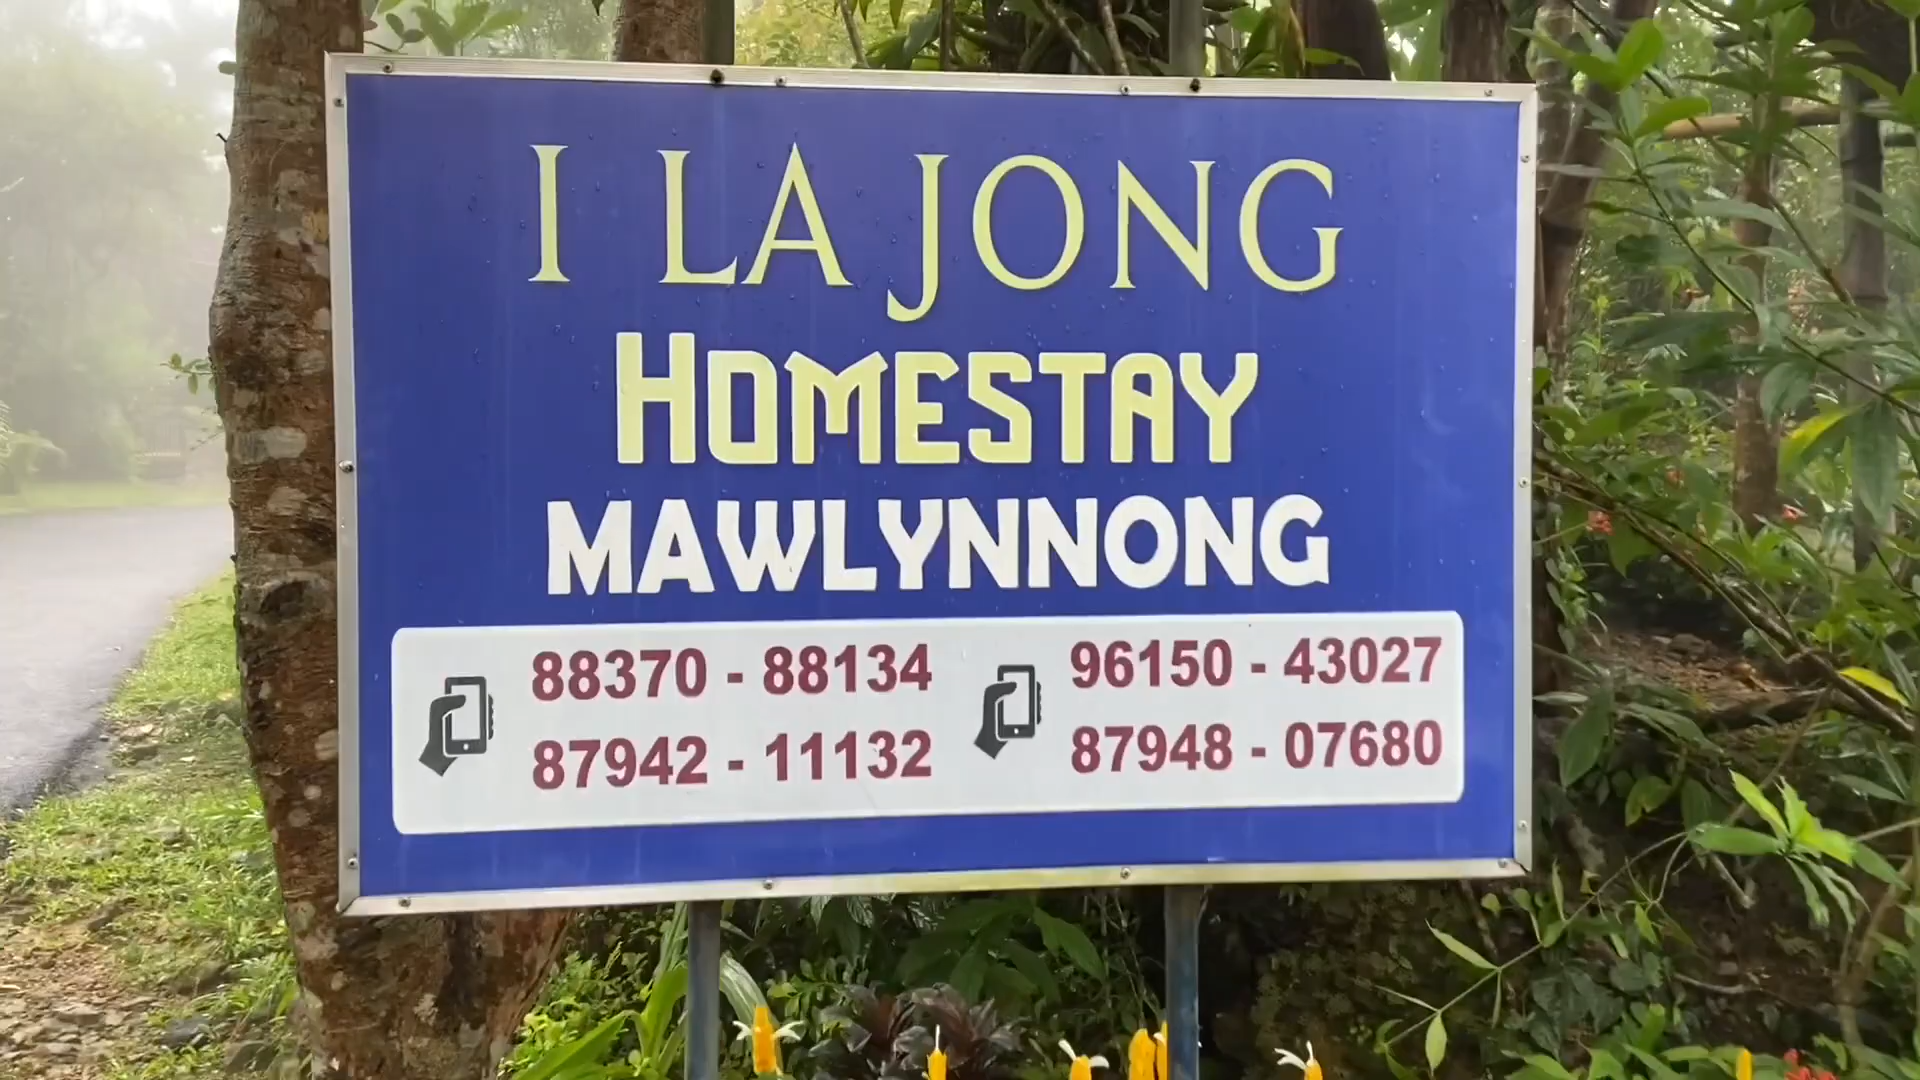 I LA JONG
HOMESTAY
MAWLYNNONG
88370 - 88134 96150 - 43027
87942 - 11132 87948 - 07680